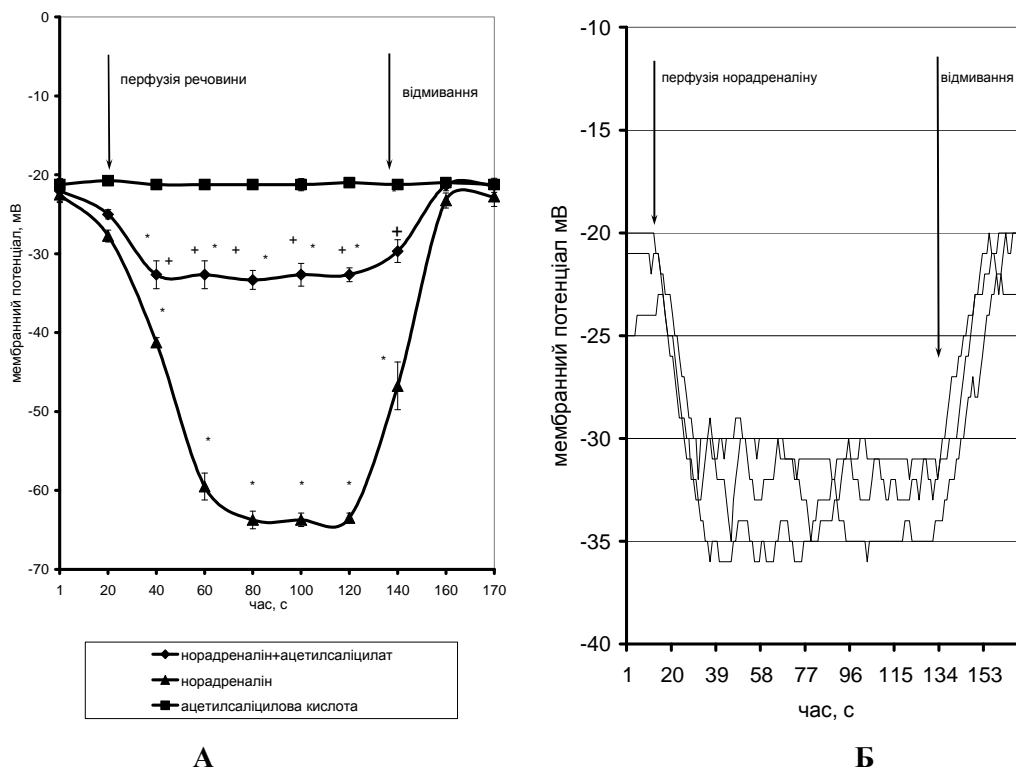 0
-10
-20
-30
-40
-50
-60
-70
мембранний потенціал, мВ
перфузія речовини
відмивання
* + + * + * + * + * +
* * * * * *
1 20 40 60 80 100 120 140 160 170
час, с
норадреналін+ацетилсаліцилат
норадреналін
ацетилсаліцилова кислота
А
-10
-15
-20
-25
-30
-35
-40
мембранний потенціал мВ
перфузія норадреналіну
відмивання
1 20 39 58 77 96 115 134 153
час, с
Б